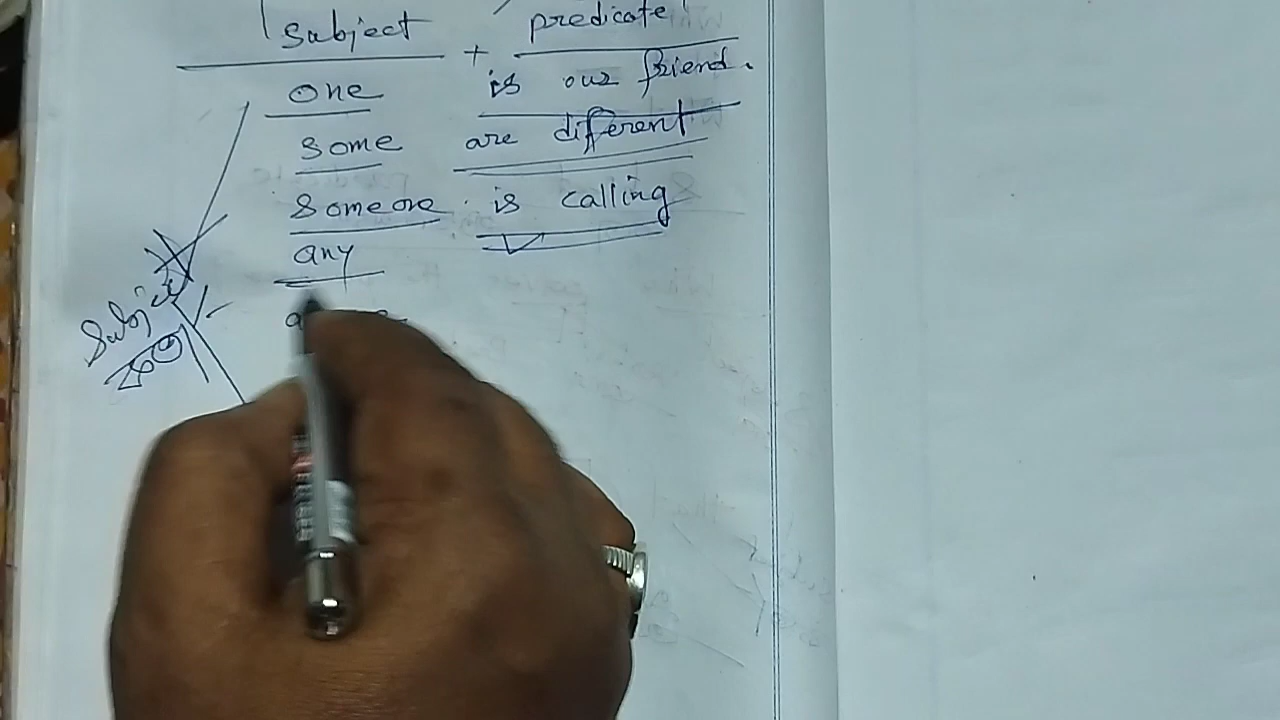 Subject + predicate
one is our friend.
some are different
someone is calling
any
Subject